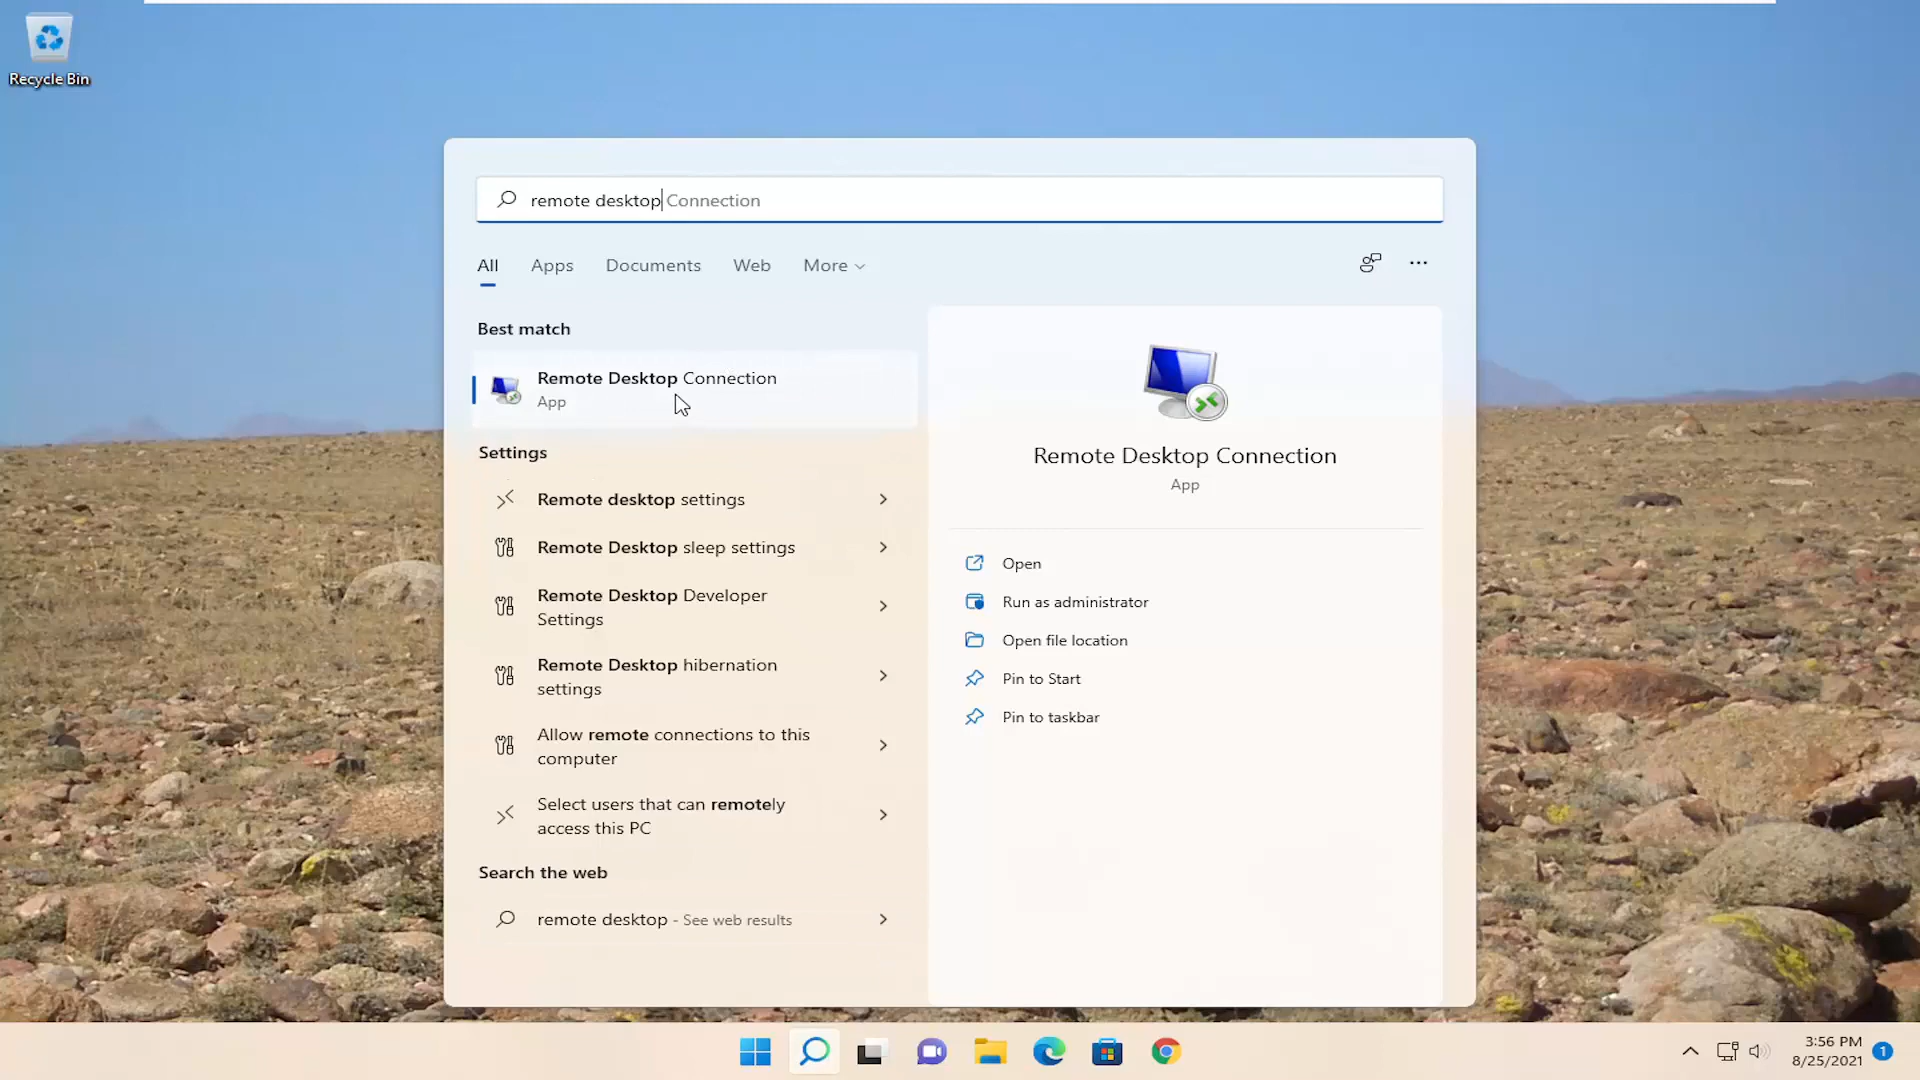 Recycle Bin
remote desktop Connection
All Apps Documents Web More
Best match
Remote Desktop Connection
App
Settings
Remote desktop settings
Remote Desktop sleep settings
Remote Desktop Developer
Settings
Remote Desktop hibernation
settings
Allow remote connections to this
computer
Select users that can remotely
access this PC
Search the web
remote desktop - See web results
Remote Desktop Connection
App
Open
Run as administrator
Open file location
Pin to Start
Pin to taskbar
3:56 PM
8/25/2021
1